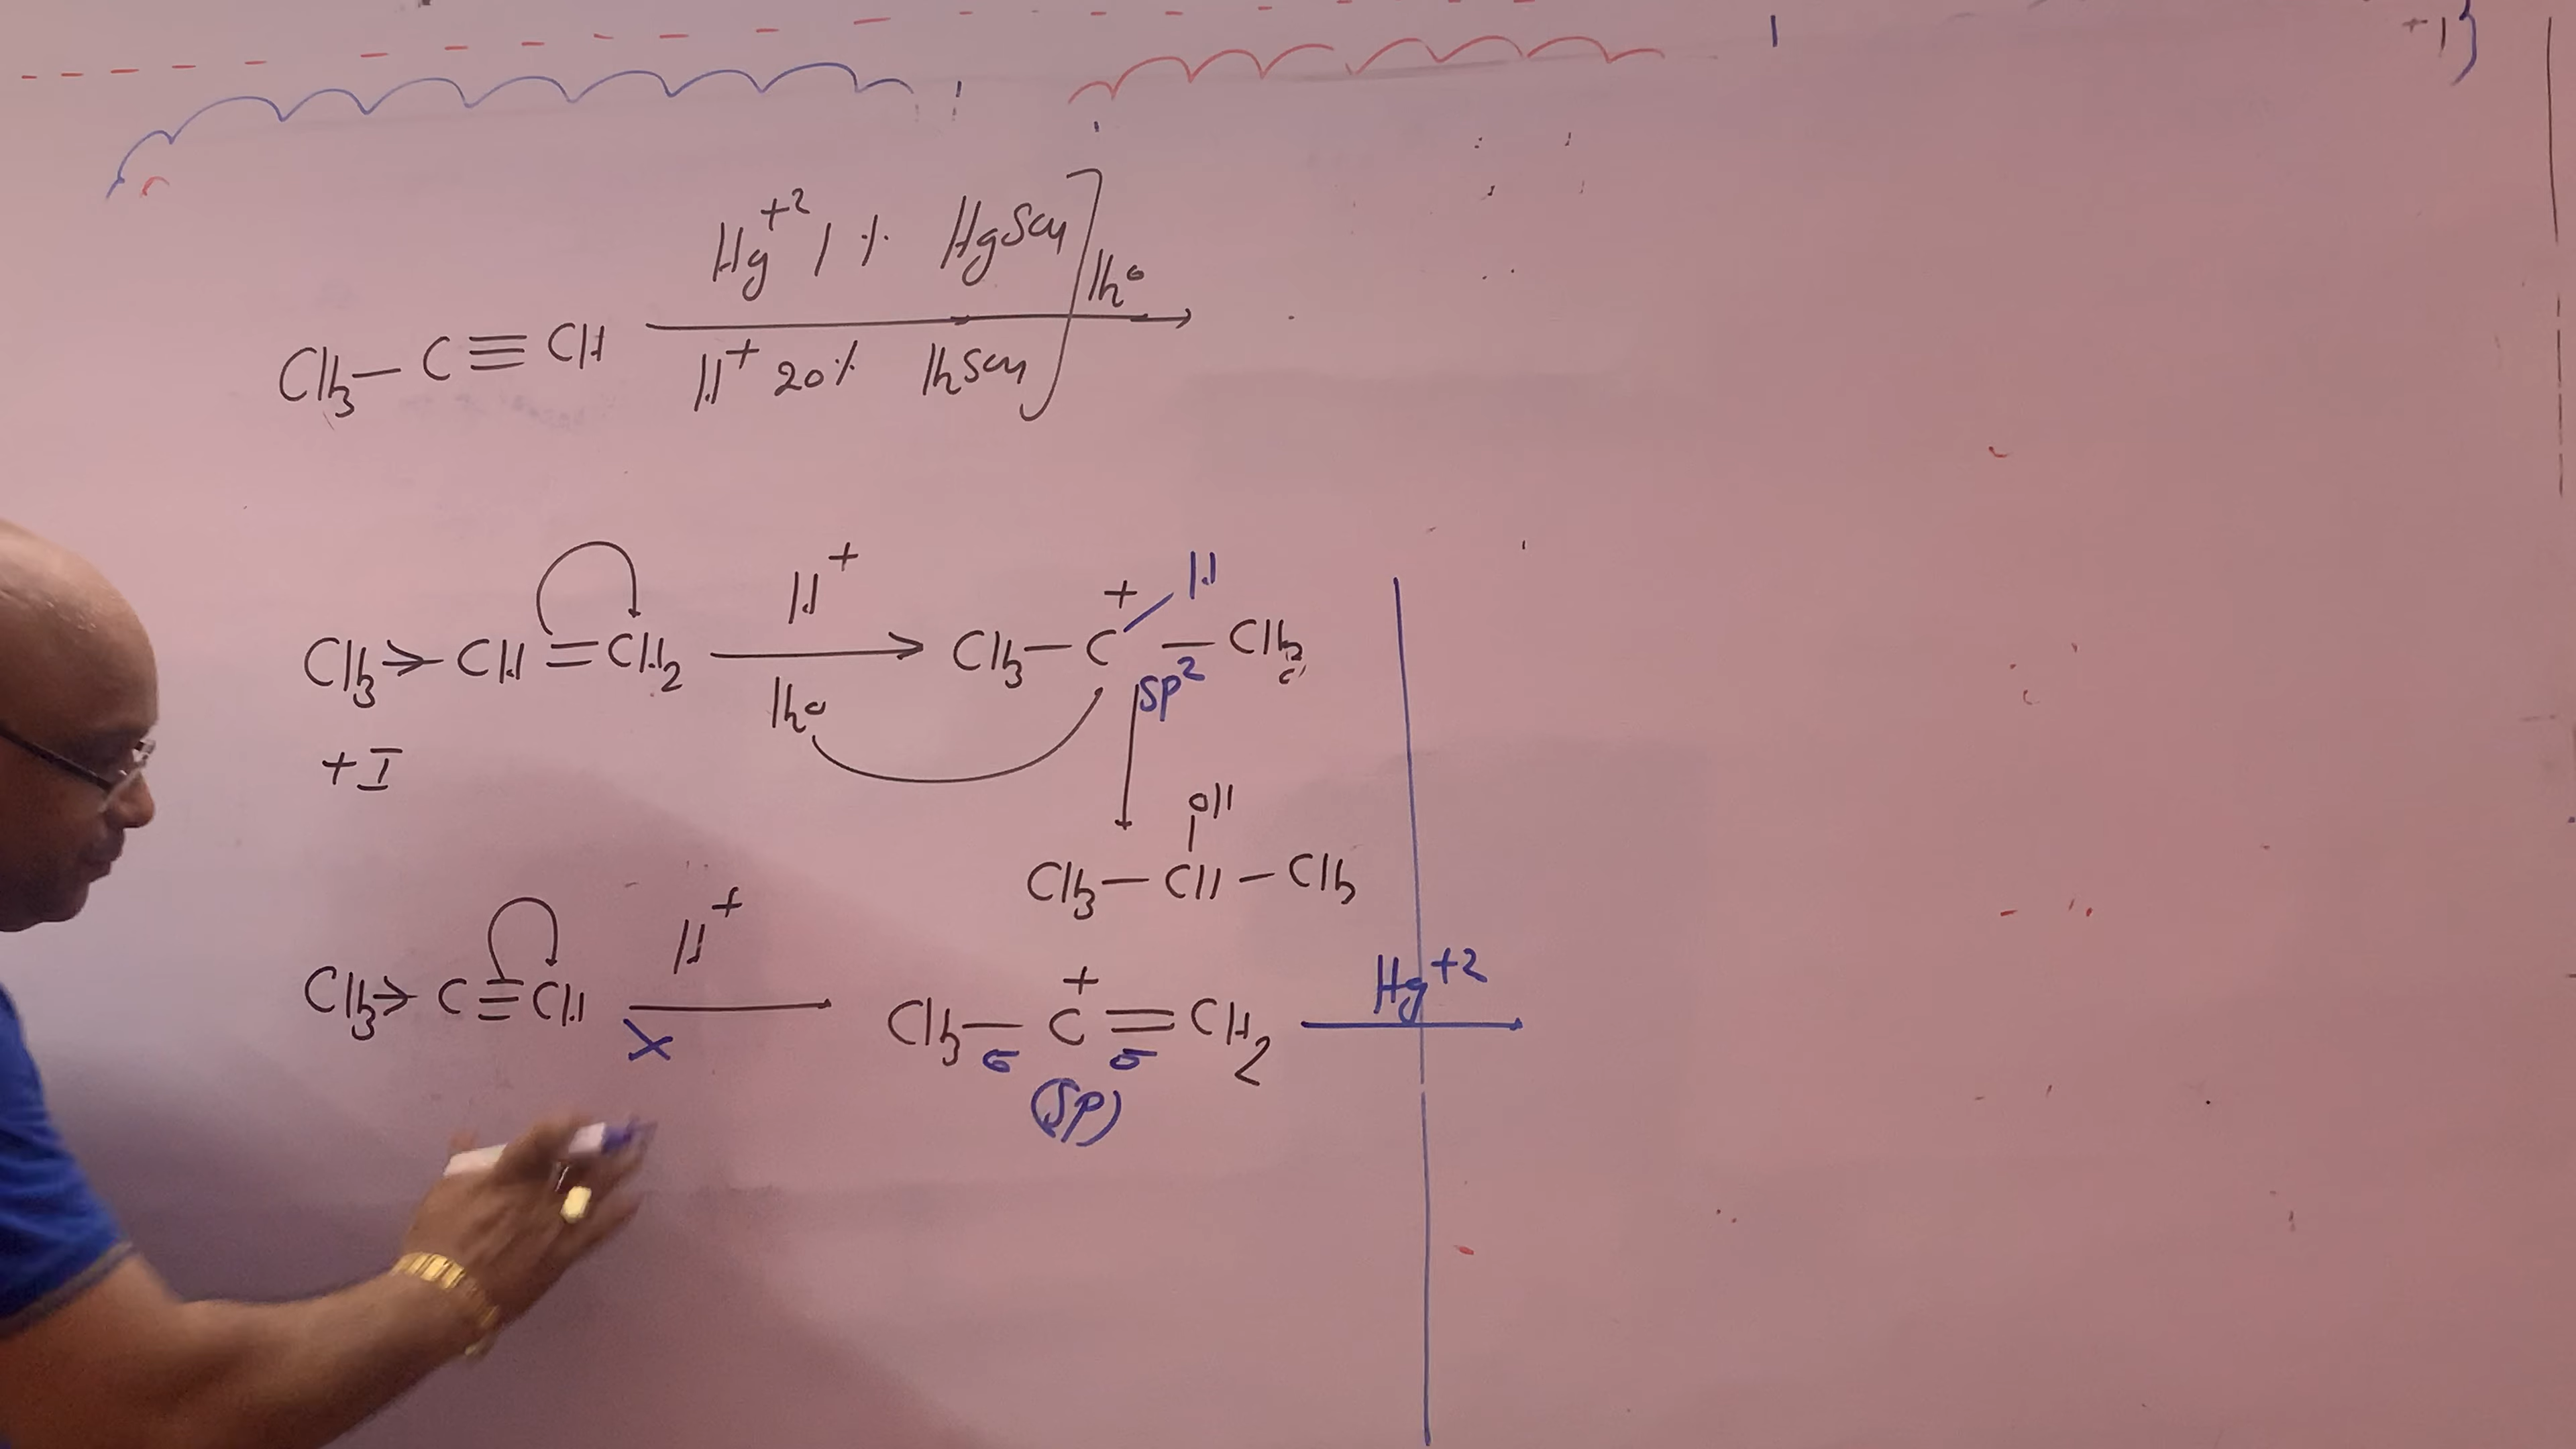 +1}
Hg⁺² 1 % HgSO₄
H₂O
CH₃—C≡CH
H⁺ 20% H₂SO₄
H⁺
+ H
CH₃→CH=CH₂ → CH₃—C—CH₃
H₂O
SP²
+I
OH
CH₃—CH—CH₃
H⁺
Hg⁺²
CH₃→C≡CH → CH₃—C⁺=CH₂ →
X
σ σ
(SP)